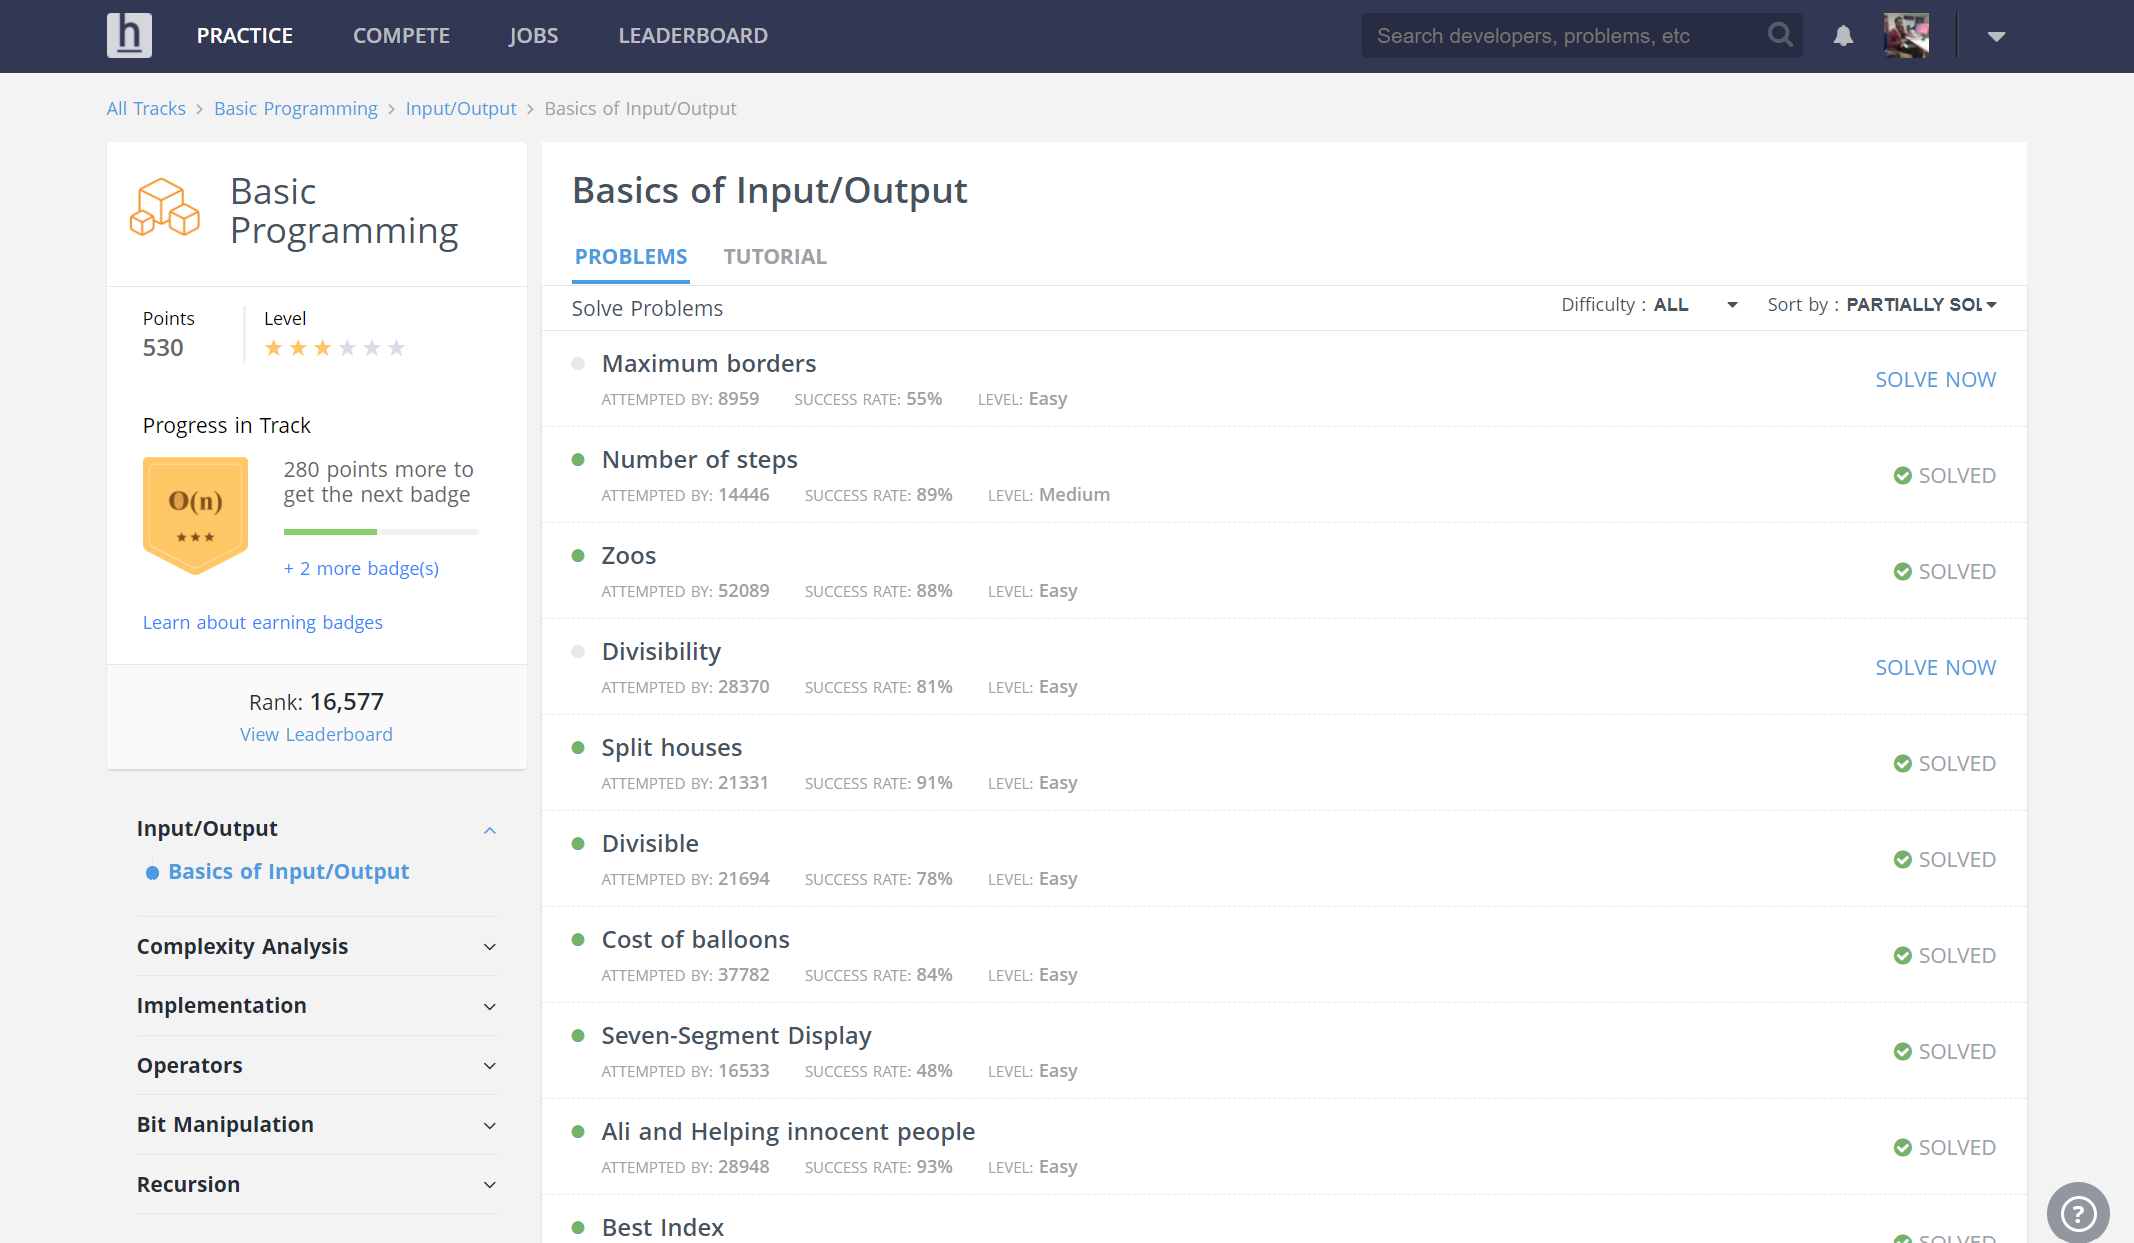 h PRACTICE COMPETE JOBS LEADERBOARD Search developers, problems, etc
All Tracks > Basic Programming > Input/Output > Basics of Input/Output
Basic
Programming
Points
530
Level
Progress in Track
O(n)
280 points more to
get the next badge
+ 2 more badge(s)
Learn about earning badges
Rank: 16,577
View Leaderboard
Input/Output
Basics of Input/Output
Complexity Analysis
Implementation
Operators
Bit Manipulation
Recursion
Basics of Input/Output
PROBLEMS TUTORIAL
Solve Problems Difficulty : ALL Sort by : PARTIALLY SOL
Maximum borders
ATTEMPTED BY: 8959 SUCCESS RATE: 55% LEVEL: Easy
SOLVE NOW
Number of steps
ATTEMPTED BY: 14446 SUCCESS RATE: 89% LEVEL: Medium
SOLVED
Zoos
ATTEMPTED BY: 52089 SUCCESS RATE: 88% LEVEL: Easy
SOLVED
Divisibility
ATTEMPTED BY: 28370 SUCCESS RATE: 81% LEVEL: Easy
SOLVE NOW
Split houses
ATTEMPTED BY: 21331 SUCCESS RATE: 91% LEVEL: Easy
SOLVED
Divisible
ATTEMPTED BY: 21694 SUCCESS RATE: 78% LEVEL: Easy
SOLVED
Cost of balloons
ATTEMPTED BY: 37782 SUCCESS RATE: 84% LEVEL: Easy
SOLVED
Seven-Segment Display
ATTEMPTED BY: 16533 SUCCESS RATE: 48% LEVEL: Easy
SOLVED
Ali and Helping innocent people
ATTEMPTED BY: 28948 SUCCESS RATE: 93% LEVEL: Easy
SOLVED
Best Index
SOLVED
?